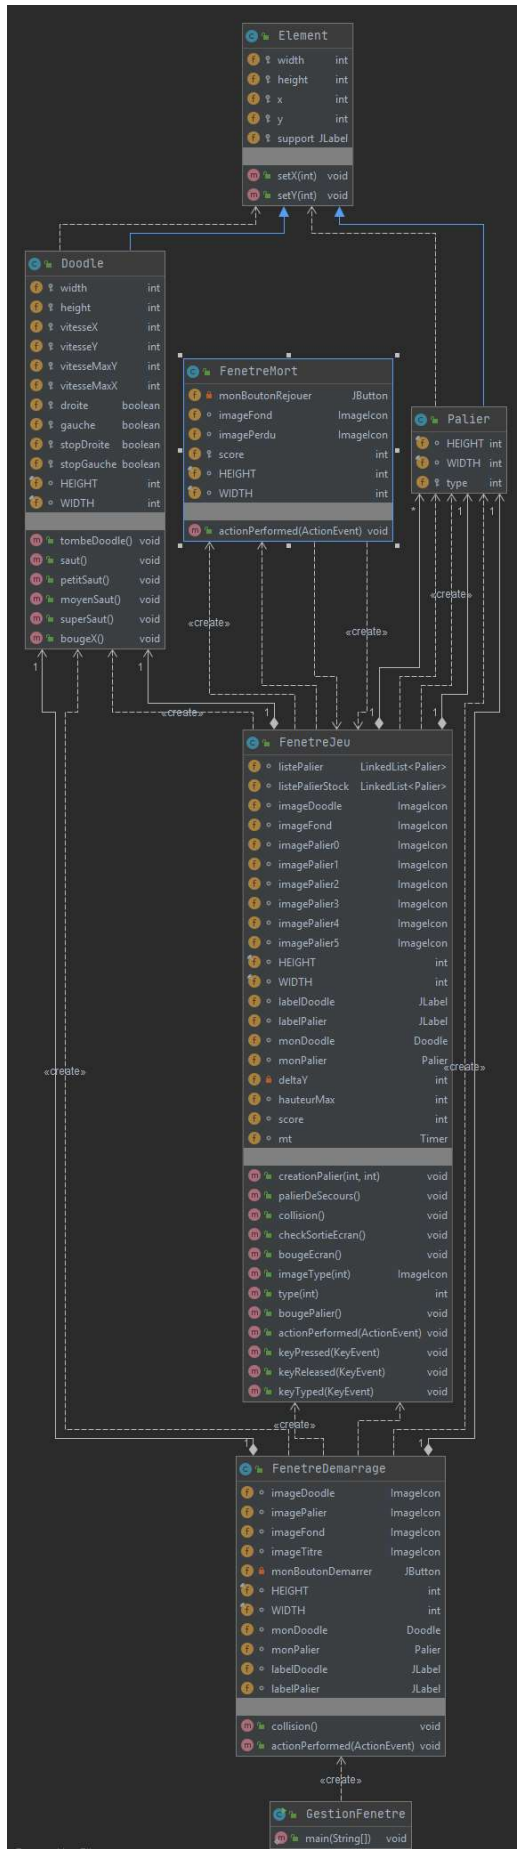 Element
width int
height int
x int
y int
support JLabel
setX(int) void
setY(int) void
Doodle
width int
height int
vitesseX int
vitesseY int
vitesseMaxY int
vitesseMaxX int
droite boolean
gauche boolean
stopDroite boolean
stopGauche boolean
HEIGHT int
WIDTH int
tombeDoodle() void
saut() void
petitSaut() void
moyenSaut() void
superSaut() void
bougeX() void
FenetreMort
monBoutonRejouer JButton
imageFond ImageIcon
imagePerdu ImageIcon
score int
HEIGHT int
WIDTH int
actionPerformed(ActionEvent) void
Palier
HEIGHT int
WIDTH int
type int
* 1 1
«create»
«create» «create»
1 1
«create»
1 1 1
FenetreJeu
listePalier LinkedList<Palier>
listePalierStock LinkedList<Palier>
imageDoodle ImageIcon
imageFond ImageIcon
imagePalier0 ImageIcon
imagePalier1 ImageIcon
imagePalier2 ImageIcon
imagePalier3 ImageIcon
imagePalier4 ImageIcon
imagePalier5 ImageIcon
HEIGHT int
WIDTH int
labelDoodle JLabel
labelPalier JLabel
monDoodle Doodle
monPalier Palier
«create» «create»
deltaY int
hauteurMax int
score int
mt Timer
creationPalier(int, int) void
palierDeSecours() void
collision() void
checkSortieEcran() void
bougeEcran() void
imageType(int) ImageIcon
type(int) int
bougePalier() void
actionPerformed(ActionEvent) void
keyPressed(KeyEvent) void
keyReleased(KeyEvent) void
keyTyped(KeyEvent) void
«create»
1 1
FenetreDemarrage
imageDoodle ImageIcon
imagePalier ImageIcon
imageFond ImageIcon
imageTitre ImageIcon
monBoutonDemarrer JButton
HEIGHT int
WIDTH int
monDoodle Doodle
monPalier Palier
labelDoodle JLabel
labelPalier JLabel
collision() void
actionPerformed(ActionEvent) void
«create»
GestionFenetre
main(String[]) void